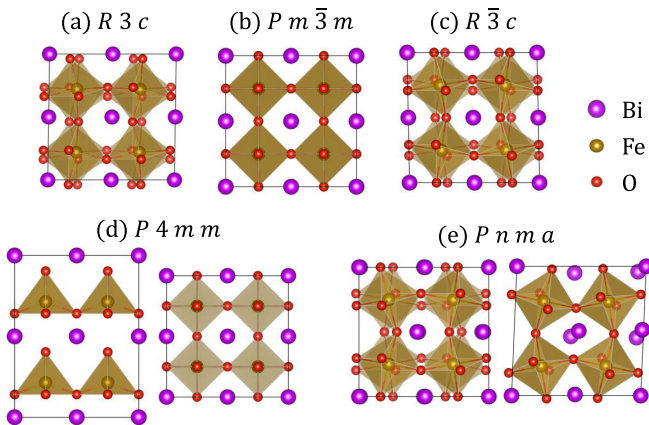 (a) R 3 c
(b) P m 3̅ m
(c) R 3̅ c
Bi
Fe
O
(d) P 4 m m
(e) P n m a